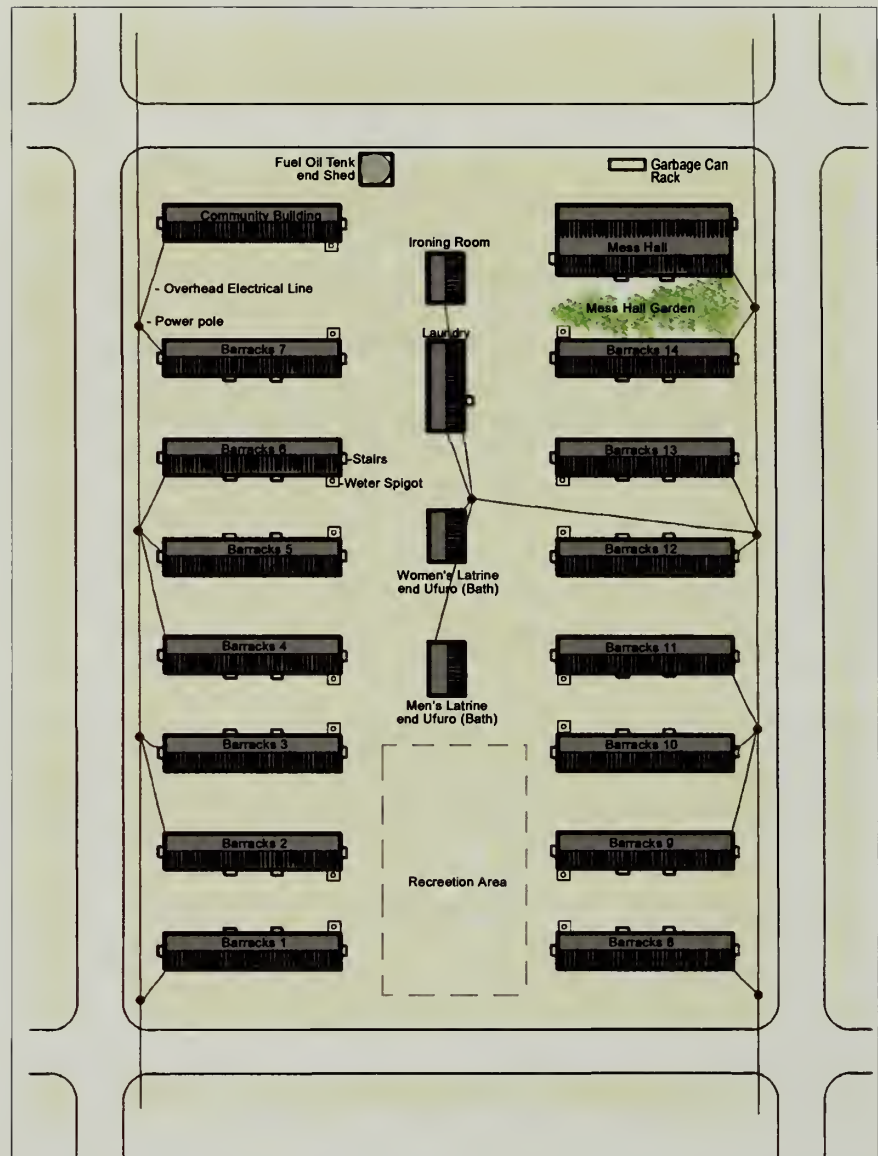 Fuel Oil Tenk
end Shed
Garbage Can
Rack
Community Building
Ironing Room
Mess Hall
- Overhead Electrical Line
Mess Hall Garden
- Power pole
Laundry
Barracks 7
Barracks 14
Barracks 6
-Stairs
Barracks 13
-Weter Spigot
Barracks 5
Barracks 12
Women's Latrine
end Ufuro (Bath)
Barracks 4
Barracks 11
Men's Latrine
end Ufuro (Bath)
Barracks 3
Barracks 10
Barracks 2
Barracks 9
Recreetion Area
Barracks 1
Barracks 8